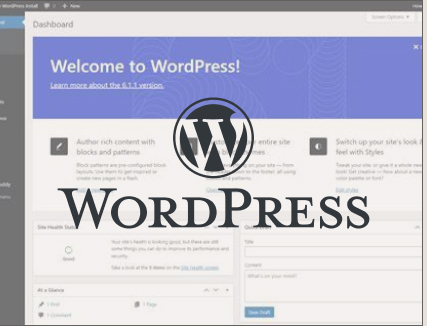 WordPress Install
+ New
Dashboard
Screen Options
Welcome to WordPress!
Learn more about the 6.1.1 version.
Author rich content with
blocks and patterns
entire site
Switch up your site's look &
feel with Styles
Block patterns are pre-configured block
layouts. Use them to get inspired or
create new pages in a flash.
Tweak your site, or give it a whole new
look! Get creative — how about a new
color palette or font?
Edit styles
WORDPRESS
Site Health Status
Good
Your site's health is looking good, but there are still
some things you can do to improve its performance and
security.
Take a look at the
items on the Site Health screen.
Title
Content
What's on your mind?
Save Draft
At a Glance
1 Post
1 Page
1 Comment